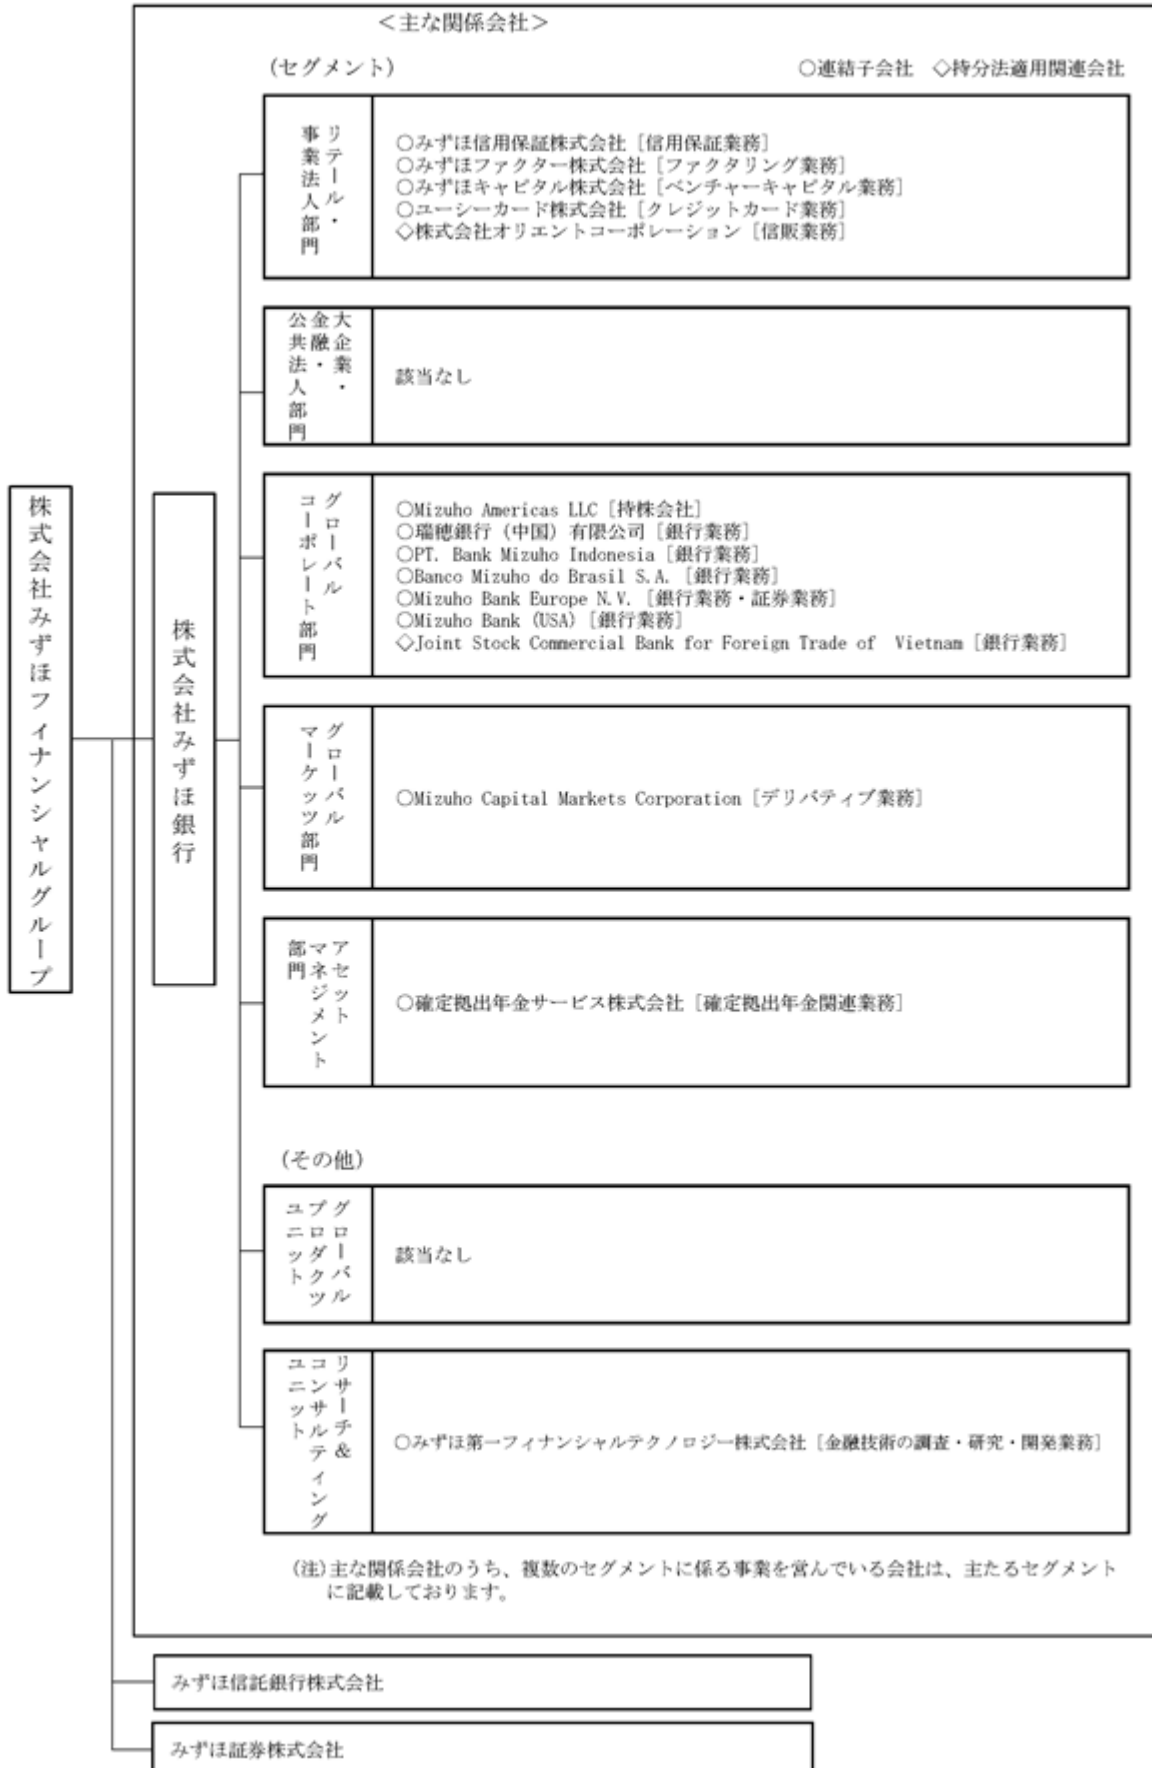 ＜主な関係会社＞
(セグメント)
○連結子会社　◇持分法適用関連会社
株式会社みずほフィナンシャルグループ
株式会社みずほ銀行
リテール・
事業法人部門
○みずほ信用保証株式会社［信用保証業務］
○みずほファクター株式会社［ファクタリング業務］
○みずほキャピタル株式会社［ベンチャーキャピタル業務］
○ユーシーカード株式会社［クレジットカード業務］
◇株式会社オリエントコーポレーション［信販業務］
大企業・
金融・
公共法人部門
該当なし
グローバル
コーポレート部門
○Mizuho Americas LLC［持株会社］
○瑞穂銀行（中国）有限公司［銀行業務］
○PT. Bank Mizuho Indonesia［銀行業務］
○Banco Mizuho do Brasil S.A.［銀行業務］
○Mizuho Bank Europe N.V.［銀行業務・証券業務］
○Mizuho Bank (USA)［銀行業務］
◇Joint Stock Commercial Bank for Foreign Trade of　Vietnam［銀行業務］
グローバル
マーケッツ部門
○Mizuho Capital Markets Corporation［デリバティブ業務］
アセット
マネジメント
部門
○確定拠出年金サービス株式会社［確定拠出年金関連業務］
(その他)
グローバル
プロダクツ
ユニット
該当なし
リサーチ&
コンサルティング
ユニット
○みずほ第一フィナンシャルテクノロジー株式会社［金融技術の調査・研究・開発業務］
(注)主な関係会社のうち、複数のセグメントに係る事業を営んでいる会社は、主たるセグメント
に記載しております。
みずほ信託銀行株式会社
みずほ証券株式会社